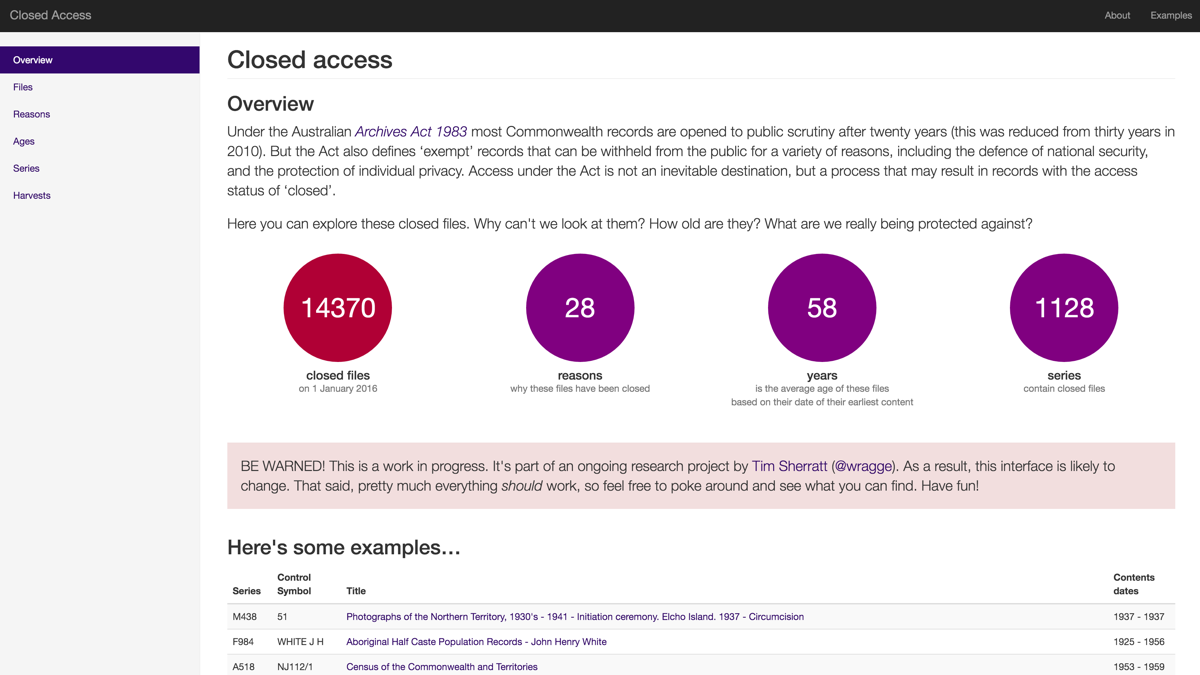 Closed Access
About
Examples
Overview
Files
Reasons
Ages
Series
Harvests
Closed access
Overview
Under the Australian Archives Act 1983 most Commonwealth records are opened to public scrutiny after twenty years (this was reduced from thirty years in
2010). But the Act also defines ‘exempt’ records that can be withheld from the public for a variety of reasons, including the defence of national security,
and the protection of individual privacy. Access under the Act is not an inevitable destination, but a process that may result in records with the access
status of ‘closed’.
Here you can explore these closed files. Why can't we look at them? How old are they? What are we really being protected against?
14370
closed files
on 1 January 2016
28
reasons
why these files have been closed
58
years
is the average age of these files
based on their date of their earliest content
1128
series
contain closed files
BE WARNED! This is a work in progress. It's part of an ongoing research project by Tim Sherratt (@wragge). As a result, this interface is likely to
change. That said, pretty much everything should work, so feel free to poke around and see what you can find. Have fun!
Here's some examples…
Series Control Symbol Title Contents dates
M438 51 Photographs of the Northern Territory, 1930's - 1941 - Initiation ceremony. Elcho Island. 1937 - Circumcision 1937 - 1937
F984 WHITE J H Aboriginal Half Caste Population Records - John Henry White 1925 - 1956
A518 NJ112/1 Census of the Commonwealth and Territories 1953 - 1959